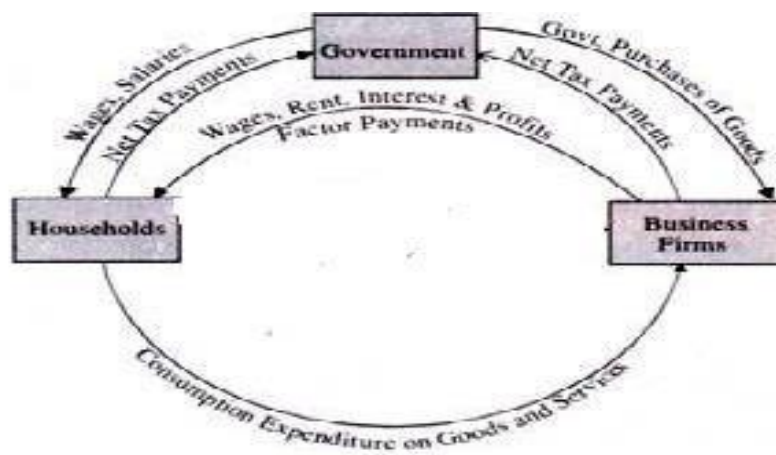 Government
Wages, Salaries
Net Tax Payments
Govt. Purchases of Goods
Net Tax Payments
Wages, Rent, Interest & Profits
Factor Payments
Households
Business
Firms
Consumption Expenditure on Goods and Services